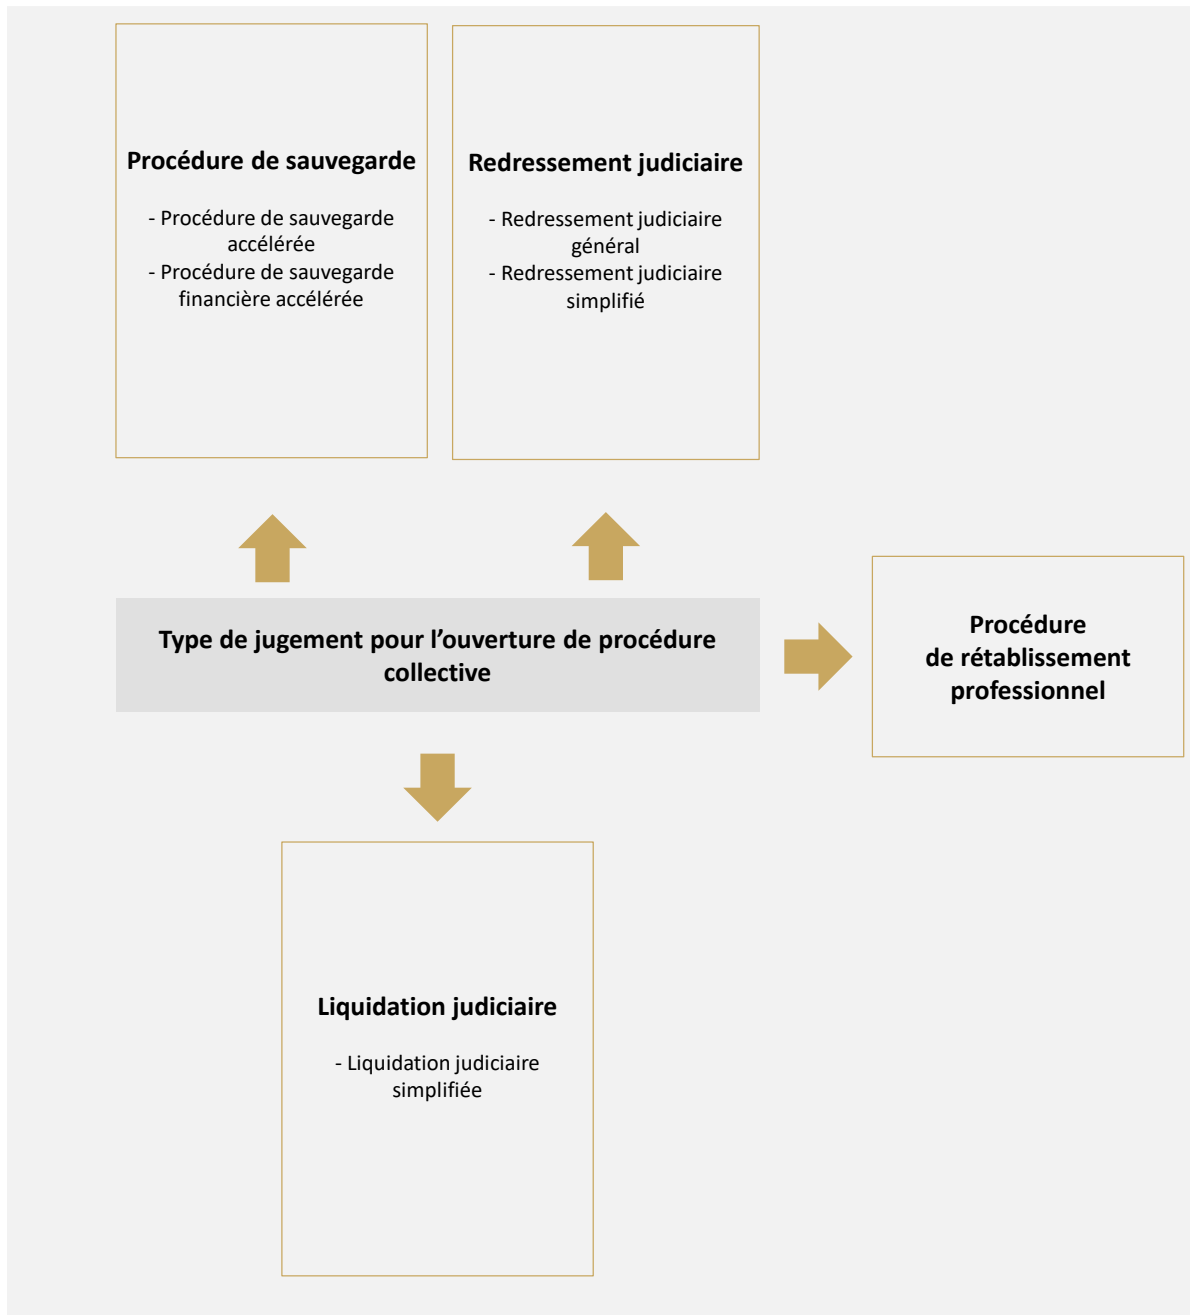 Procédure de sauvegarde
- Procédure de sauvegarde
accélérée
- Procédure de sauvegarde
financière accélérée
Redressement judiciaire
- Redressement judiciaire
général
- Redressement judiciaire
simplifié
Type de jugement pour l’ouverture de procédure
collective
Procédure
de rétablissement
professionnel
Liquidation judiciaire
- Liquidation judiciaire
simplifiée